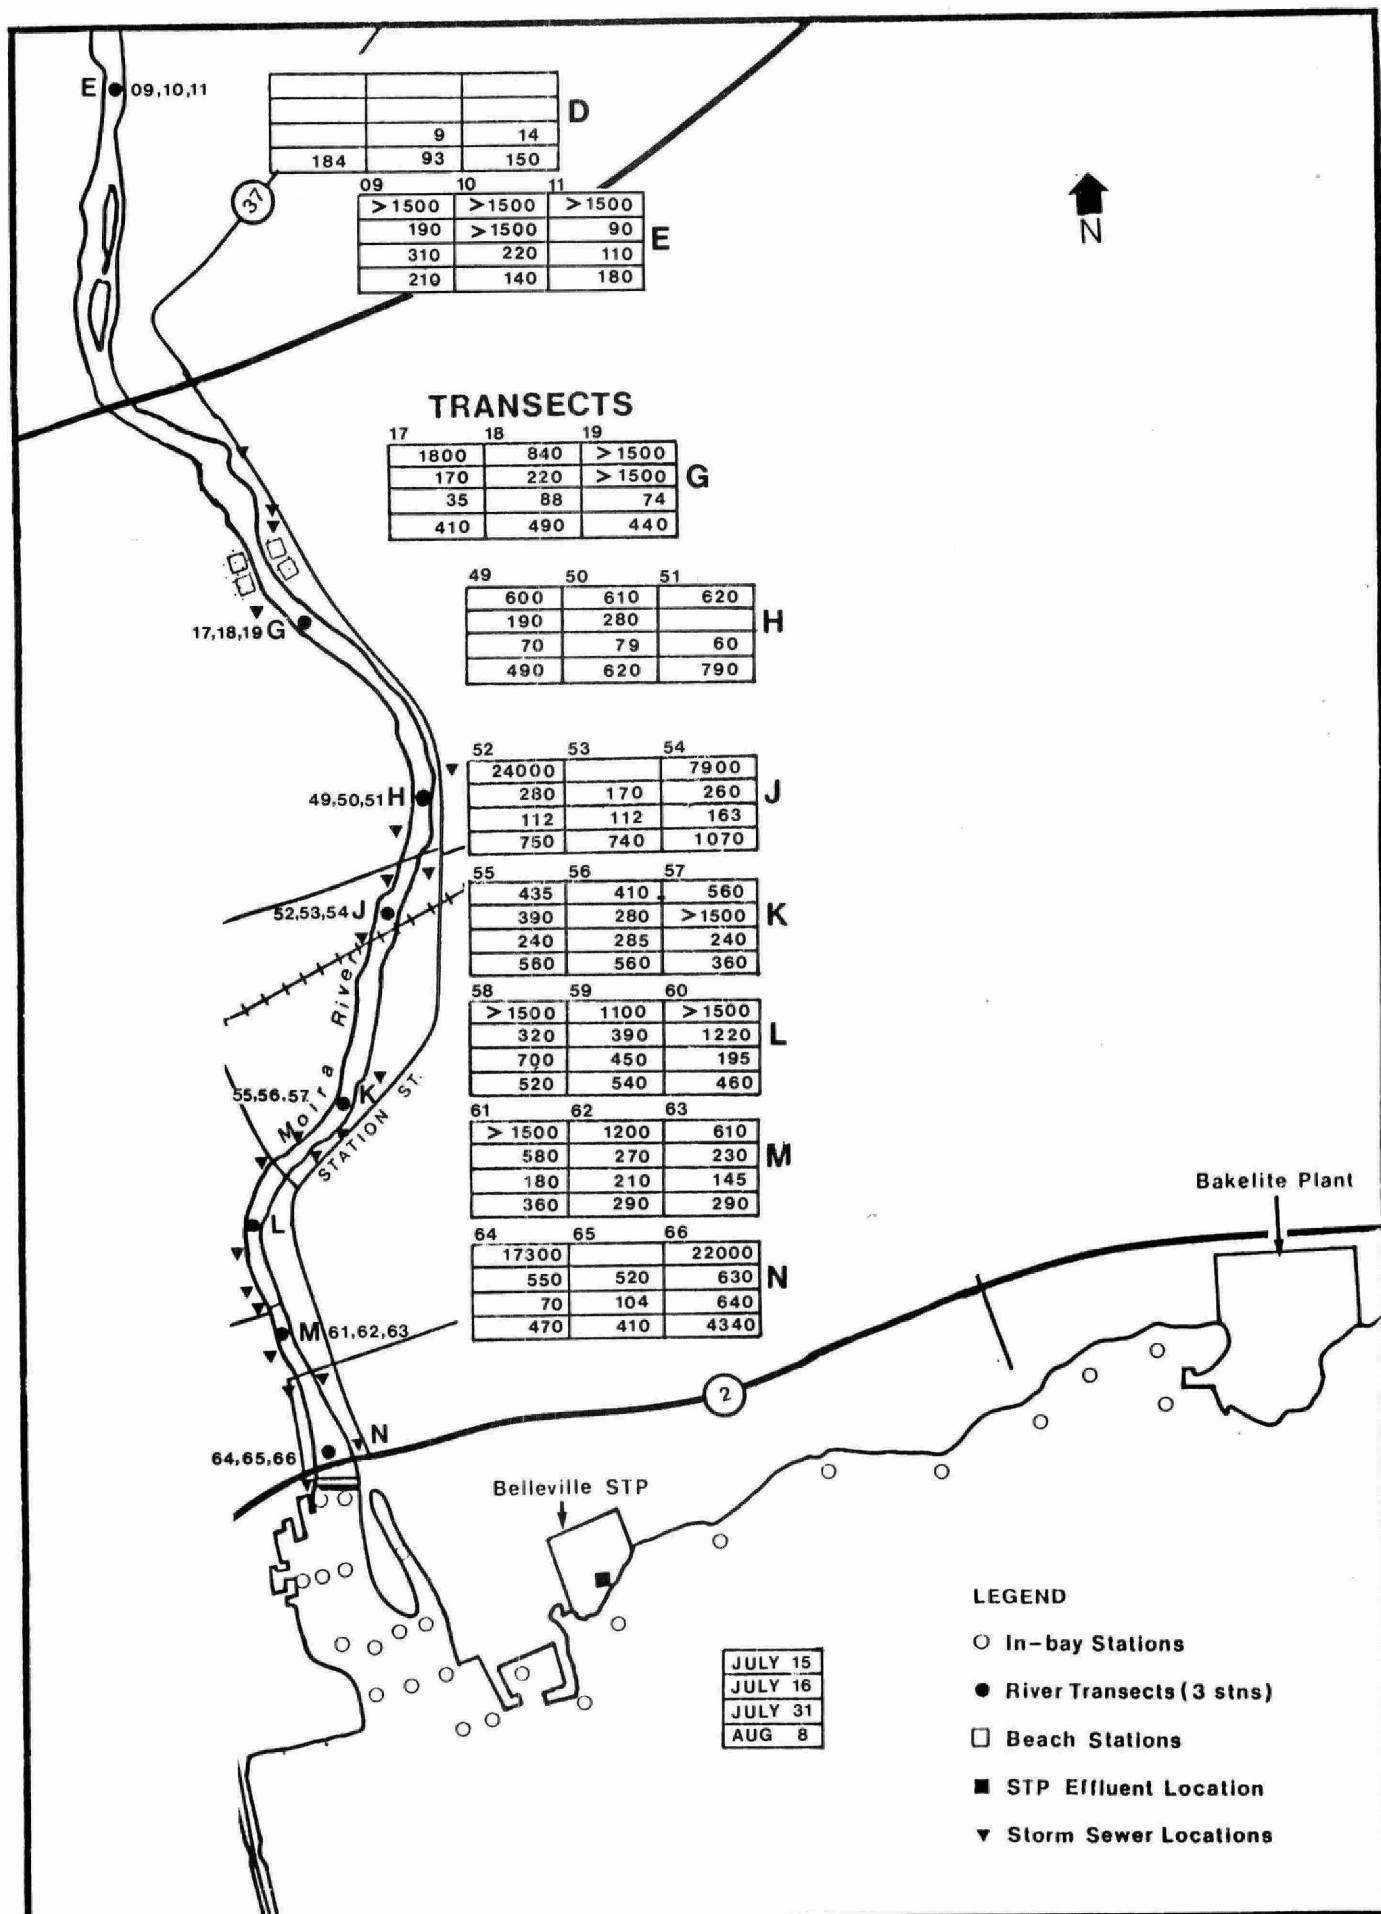 E 09,10,11
D
9 14
184 93 150
37
09 10 11
>1500 >1500 >1500
190 >1500 90
310 220 110
210 140 180
E
N
TRANSECTS
17 18 19
1800 840 >1500
170 220 >1500
35 88 74
410 490 440
G
49 50 51
600 610 620
190 280
70 79 60
490 620 790
H
17,18,19 G
52 53 54
24000 7900
280 170 260
112 112 163
750 740 1070
J
49,50,51 H
55 56 57
435 410 560
390 280 >1500
240 285 240
560 560 360
K
52,53,54 J
Moira River
58 59 60
>1500 1100 >1500
320 390 1220
700 450 195
520 540 460
L
55,56.57 K
STATION ST.
61 62 63
>1500 1200 610
580 270 230
180 210 145
360 290 290
M
Bakelite Plant
L
64 65 66
17300 22000
550 520 630
70 104 640
470 410 4340
N
M 61,62,63
2
N
64,65,66
Belleville STP
JULY 15
JULY 16
JULY 31
AUG 8
LEGEND
In-bay Stations
River Transects (3 stns)
Beach Stations
STP Effluent Location
Storm Sewer Locations